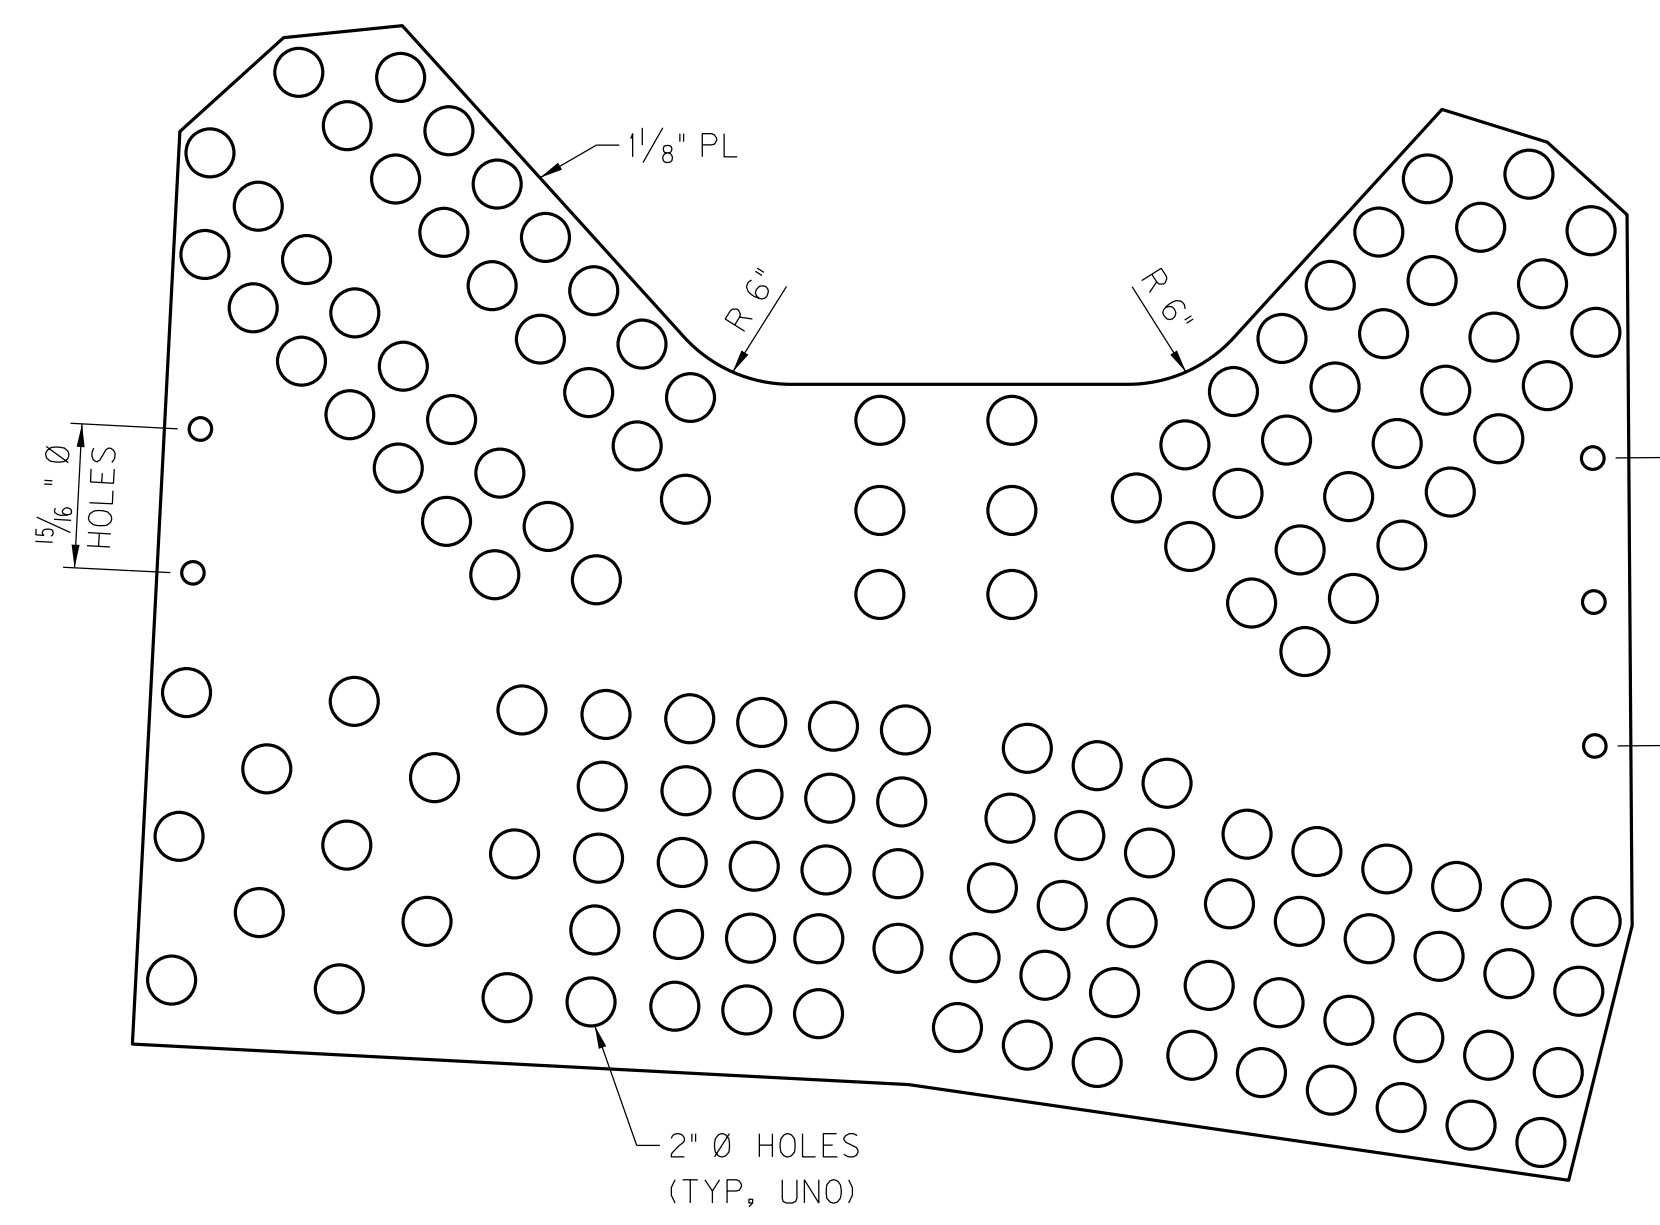 1 1/8" PL
R 6"
R 6"
15/16 " Ø
HOLES
2" Ø HOLES
(TYP, UNO)